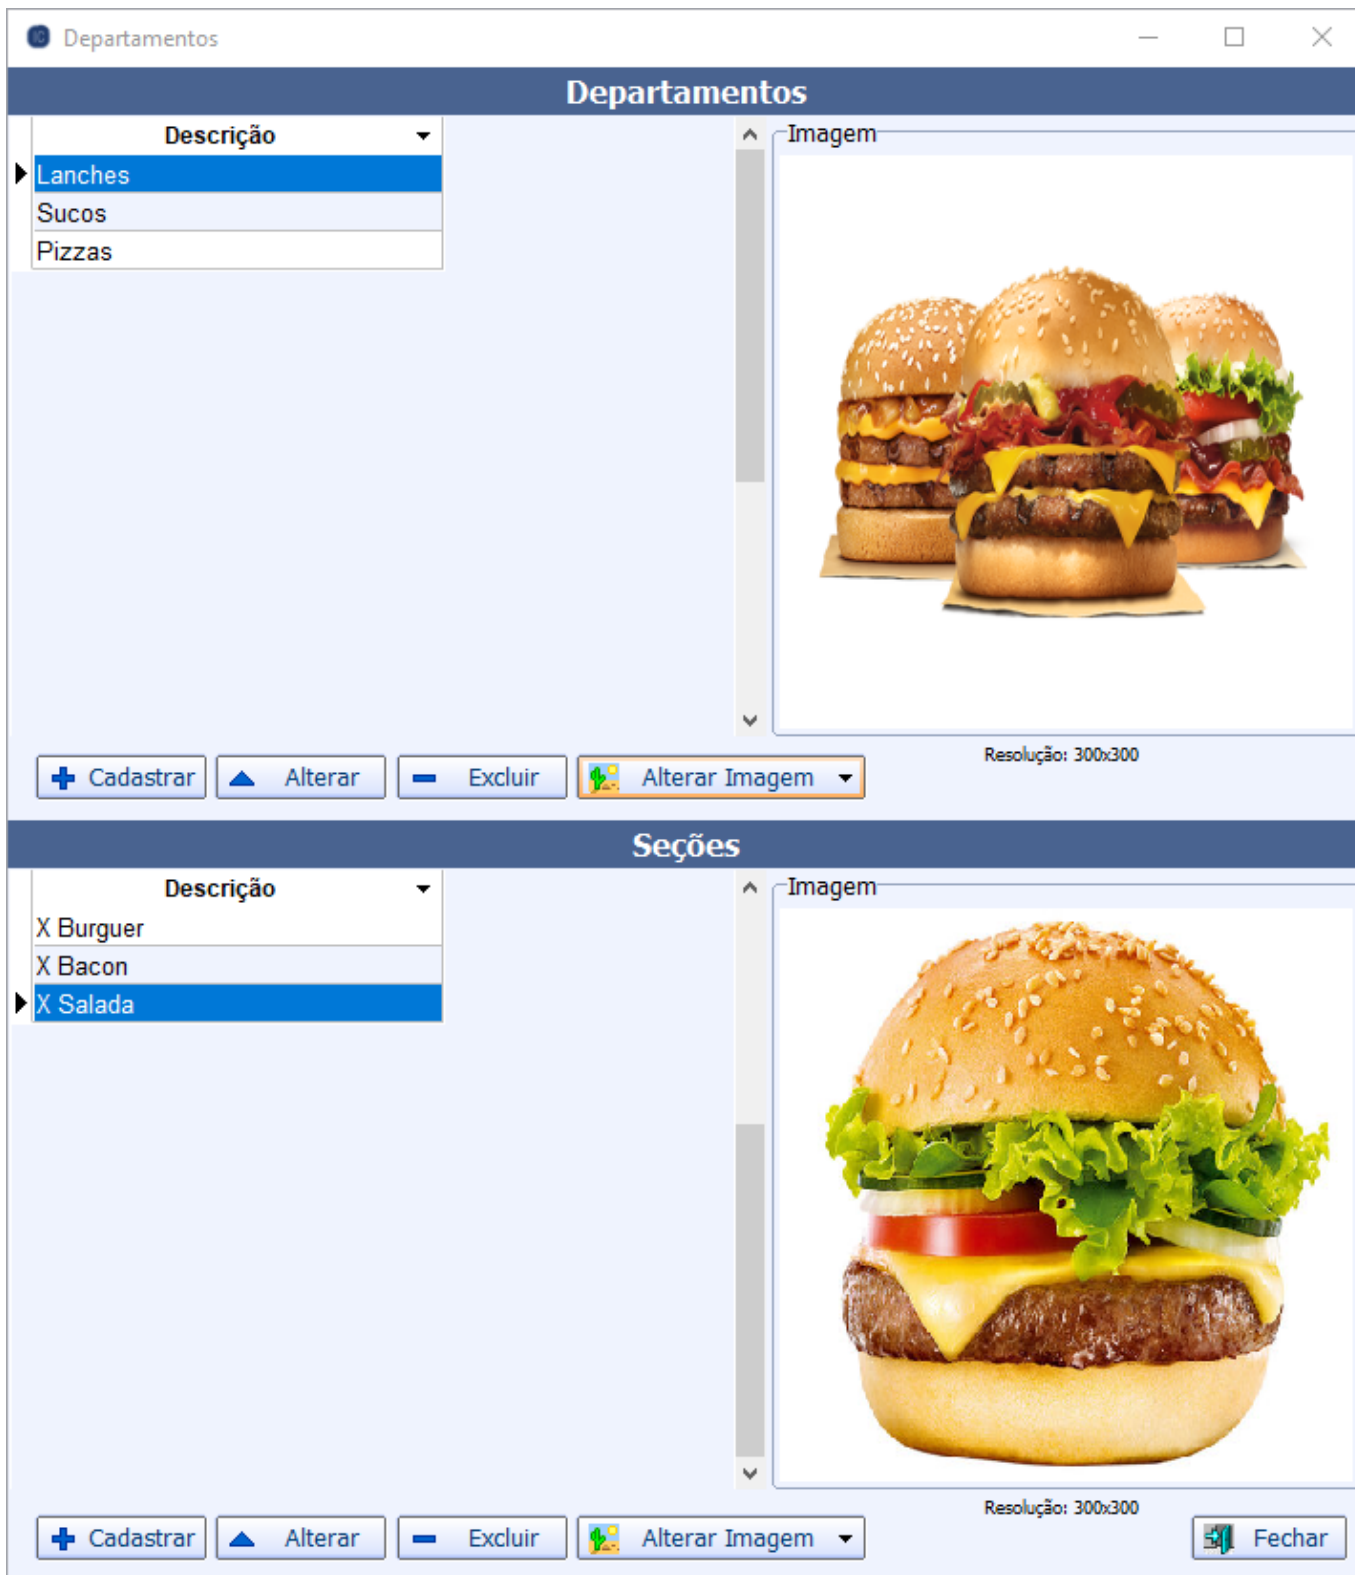 Departamentos
Departamentos
Descrição
Imagem
Lanches
Sucos
Pizzas
Resolução: 300x300
Cadastrar Alterar Excluir Alterar Imagem
Seções
Descrição
Imagem
X Burguer
X Bacon
X Salada
Resolução: 300x300
Cadastrar Alterar Excluir Alterar Imagem Fechar